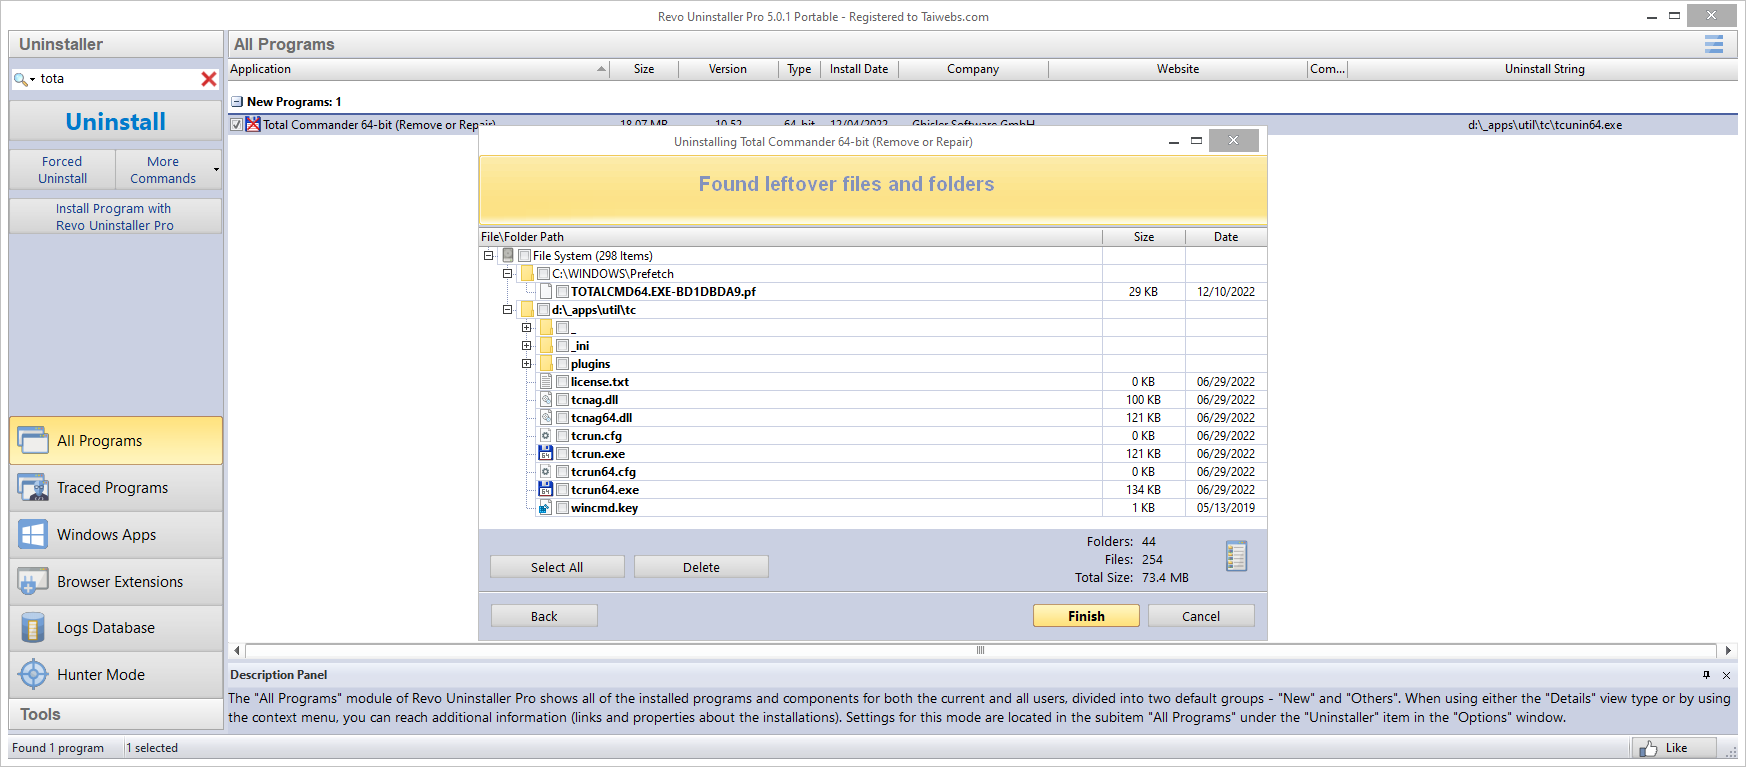 Revo Uninstaller Pro 5.0.1 Portable - Registered to Taiwebs.com
Uninstaller
All Programs
tota
Application Size Version Type Install Date Company Website Com... Uninstall String
Uninstall
New Programs: 1
Total Commander 64-bit (Remove or Repair) 18.07 MB 10.52 64-bit 12/04/2022 Ghisler Software GmbH d:\_apps\util\tc\tcunin64.exe
Forced Uninstall
More Commands
Install Program with
Revo Uninstaller Pro
Uninstalling Total Commander 64-bit (Remove or Repair)
Found leftover files and folders
File\Folder Path Size Date
File System (298 Items)
C:\WINDOWS\Prefetch
TOTALCMD64.EXE-BD1DBDA9.pf 29 KB 12/10/2022
d:\_apps\util\tc
_
_ini
plugins
license.txt 0 KB 06/29/2022
tcnag.dll 100 KB 06/29/2022
tcnag64.dll 121 KB 06/29/2022
tcrun.cfg 0 KB 06/29/2022
tcrun.exe 121 KB 06/29/2022
tcrun64.cfg 0 KB 06/29/2022
tcrun64.exe 134 KB 06/29/2022
wincmd.key 1 KB 05/13/2019
Folders: 44
Files: 254
Total Size: 73.4 MB
Select All
Delete
Back
Finish
Cancel
All Programs
Traced Programs
Windows Apps
Browser Extensions
Logs Database
Hunter Mode
Tools
Description Panel
The "All Programs" module of Revo Uninstaller Pro shows all of the installed programs and components for both the current and all users, divided into two default groups - "New" and "Others". When using either the "Details" view type or by using
the context menu, you can reach additional information (links and properties about the installations). Settings for this mode are located in the subitem "All Programs" under the "Uninstaller" item in the "Options" window.
Found 1 program 1 selected
Like